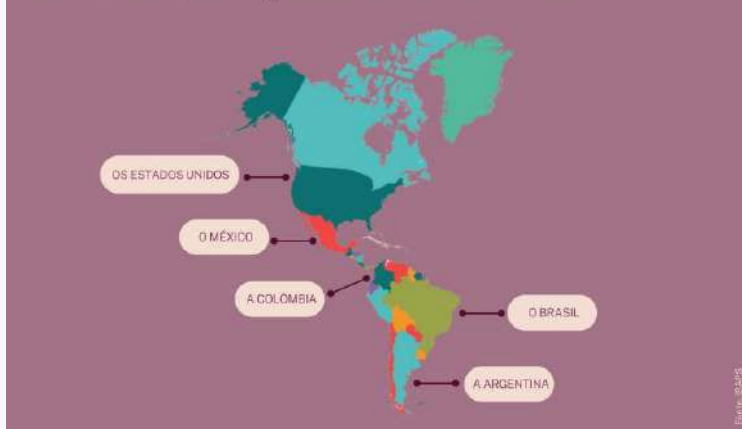 OS ESTADOS UNIDOS
O MÉXICO
A COLÔMBIA
O BRASIL
A ARGENTINA